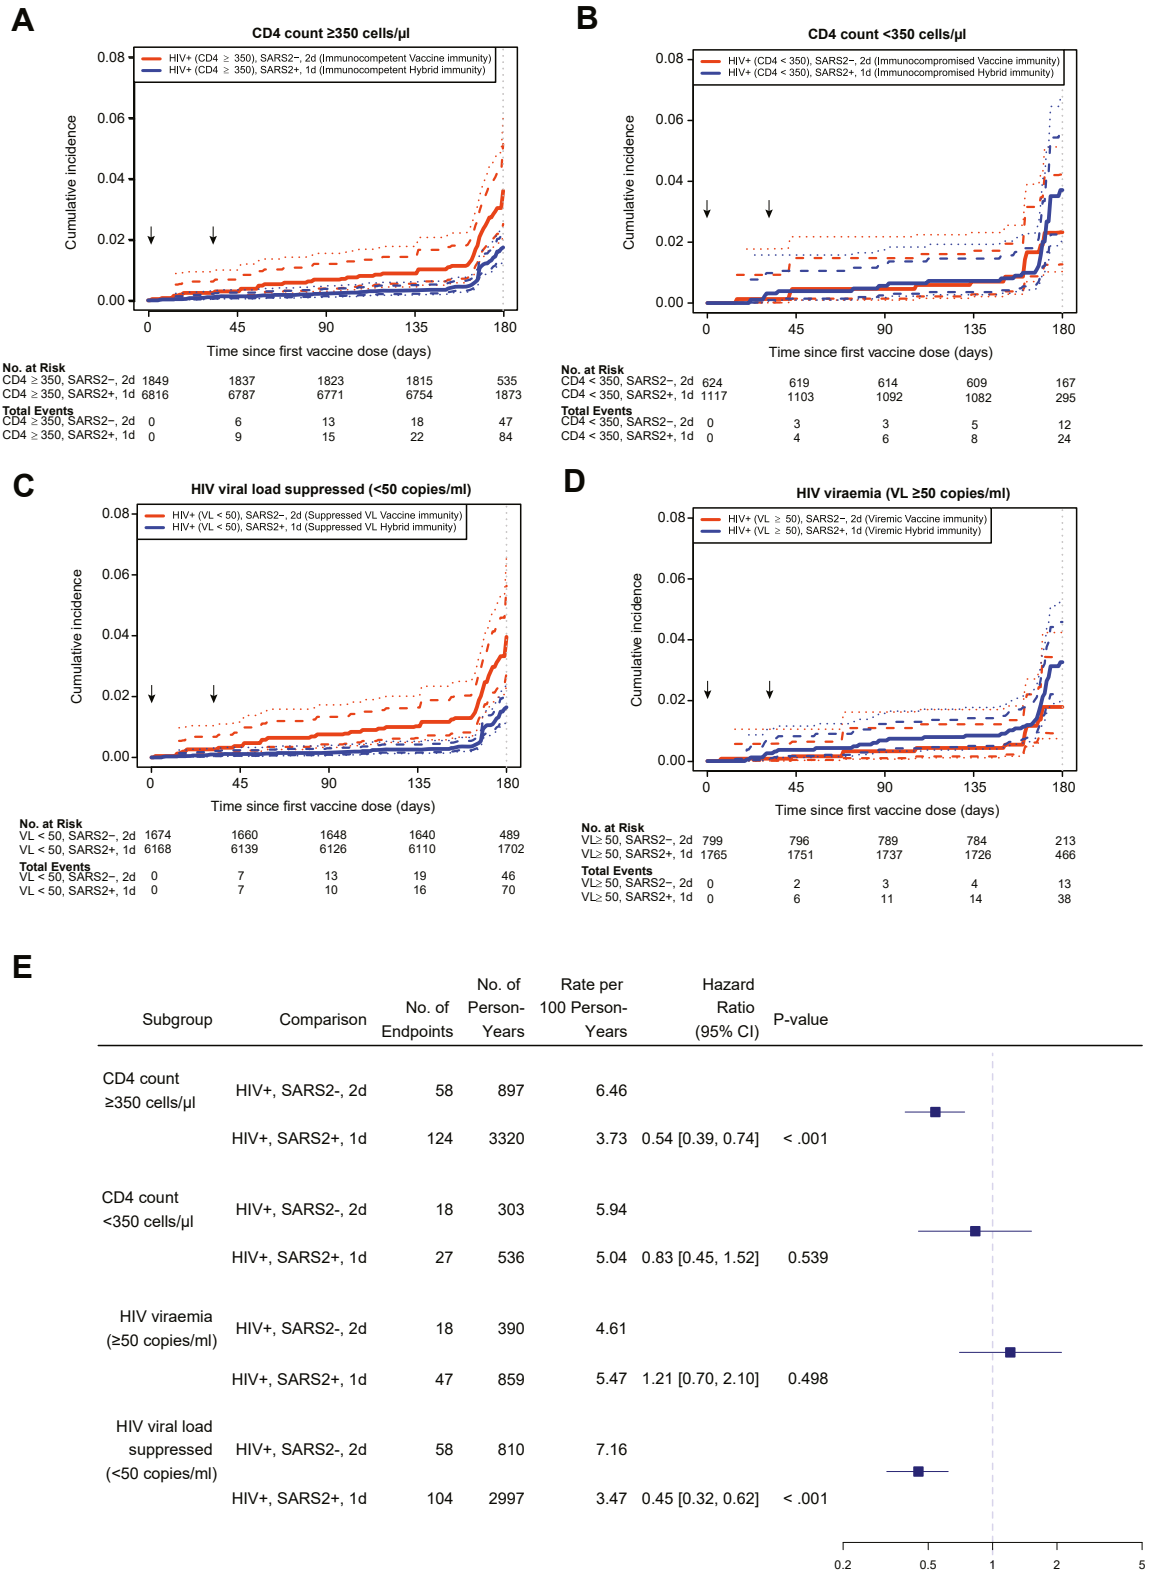 A
CD4 count ≥350 cells/µl
HIV+ (CD4 ≥ 350), SARS2−, 2d (Immunocompetent Vaccine immunity)
HIV+ (CD4 ≥ 350), SARS2+, 1d (Immunocompetent Hybrid immunity)
Cumulative incidence
0.08
0.06
0.04
0.02
0.00
0 45 90 135 180
Time since first vaccine dose (days)
No. at Risk
CD4 ≥ 350, SARS2−, 2d 1849 1837 1823 1815 535
CD4 ≥ 350, SARS2+, 1d 6816 6787 6771 6754 1873
Total Events
CD4 ≥ 350, SARS2−, 2d 0 6 13 18 47
CD4 ≥ 350, SARS2+, 1d 0 9 15 22 84
B
CD4 count <350 cells/µl
HIV+ (CD4 < 350), SARS2−, 2d (Immunocompromised Vaccine immunity)
HIV+ (CD4 < 350), SARS2+, 1d (Immunocompromised Hybrid immunity)
Cumulative incidence
0.08
0.06
0.04
0.02
0.00
0 45 90 135 180
Time since first vaccine dose (days)
No. at Risk
CD4 < 350, SARS2−, 2d 624 619 614 609 167
CD4 < 350, SARS2+, 1d 1117 1103 1092 1082 295
Total Events
CD4 < 350, SARS2−, 2d 0 3 3 5 12
CD4 < 350, SARS2+, 1d 0 4 6 8 24
C
HIV viral load suppressed (<50 copies/ml)
HIV+ (VL < 50), SARS2−, 2d (Suppressed VL Vaccine immunity)
HIV+ (VL < 50), SARS2+, 1d (Suppressed VL Hybrid immunity)
Cumulative incidence
0.08
0.06
0.04
0.02
0.00
0 45 90 135 180
Time since first vaccine dose (days)
No. at Risk
VL < 50, SARS2−, 2d 1674 1660 1648 1640 489
VL < 50, SARS2+, 1d 6168 6139 6126 6110 1702
Total Events
VL < 50, SARS2−, 2d 0 7 13 19 46
VL < 50, SARS2+, 1d 0 7 10 16 70
D
HIV viraemia (VL ≥50 copies/ml)
HIV+ (VL ≥ 50), SARS2−, 2d (Viremic Vaccine immunity)
HIV+ (VL ≥ 50), SARS2+, 1d (Viremic Hybrid immunity)
Cumulative incidence
0.08
0.06
0.04
0.02
0.00
0 45 90 135 180
Time since first vaccine dose (days)
No. at Risk
VL≥ 50, SARS2−, 2d 799 796 789 784 213
VL≥ 50, SARS2+, 1d 1765 1751 1737 1726 466
Total Events
VL≥ 50, SARS2−, 2d 0 2 3 4 13
VL≥ 50, SARS2+, 1d 0 6 11 14 38
E
No. of Rate per Hazard
No. of Person- 100 Person- Ratio
Subgroup Comparison Endpoints Years Years (95% CI) P-value
CD4 count
≥350 cells/µl
HIV+, SARS2-, 2d 58 897 6.46
HIV+, SARS2+, 1d 124 3320 3.73 0.54 [0.39, 0.74] < .001
CD4 count
<350 cells/µl
HIV+, SARS2-, 2d 18 303 5.94
HIV+, SARS2+, 1d 27 536 5.04 0.83 [0.45, 1.52] 0.539
HIV viraemia
(≥50 copies/ml)
HIV+, SARS2-, 2d 18 390 4.61
HIV+, SARS2+, 1d 47 859 5.47 1.21 [0.70, 2.10] 0.498
HIV viral load
suppressed
(<50 copies/ml)
HIV+, SARS2-, 2d 58 810 7.16
HIV+, SARS2+, 1d 104 2997 3.47 0.45 [0.32, 0.62] < .001
0.2 0.5 1 2 5